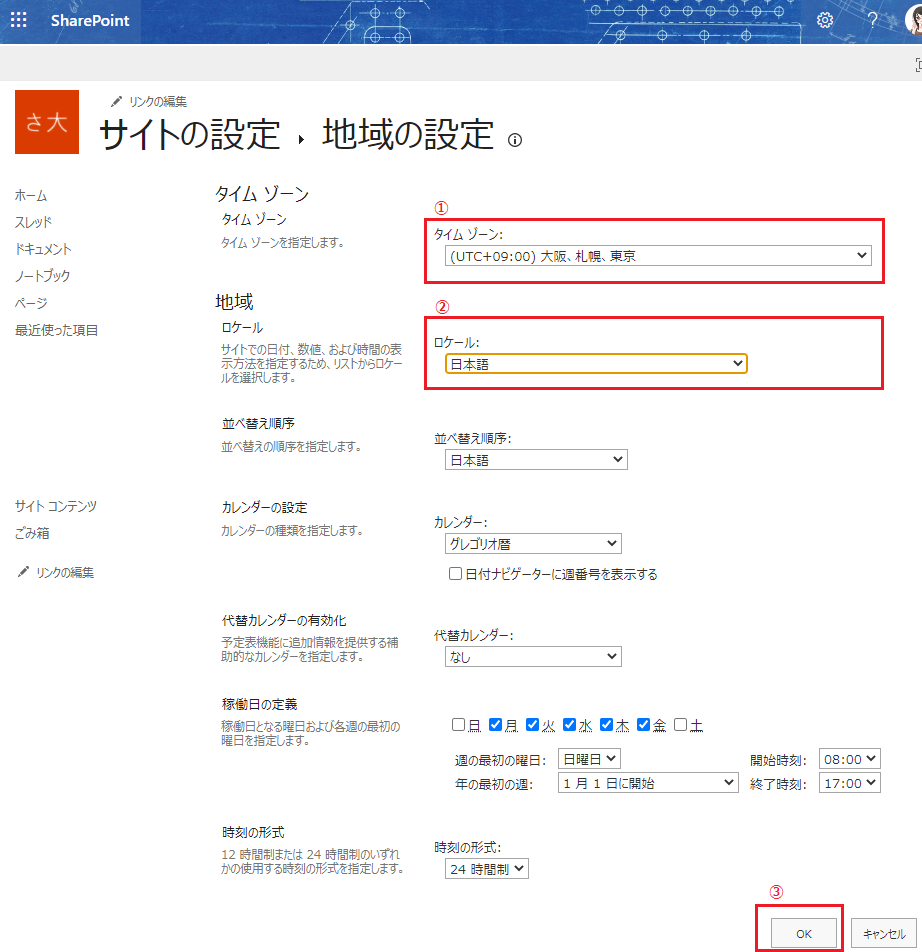 SharePoint
?
さ大
リンクの編集
サイトの設定 ▸ 地域の設定
ホーム
スレッド
ドキュメント
ノートブック
ページ
最近使った項目
サイト コンテンツ
ごみ箱
リンクの編集
タイム ゾーン
タイム ゾーン
タイム ゾーンを指定します。
①
タイム ゾーン:
(UTC+09:00) 大阪、札幌、東京
地域
ロケール
サイトでの日付、数値、および時間の表
示方法を指定するため、リストからロケー
ルを選択します。
②
ロケール:
日本語
並べ替え順序
並べ替えの順序を指定します。
並べ替え順序:
日本語
カレンダーの設定
カレンダーの種類を指定します。
カレンダー:
グレゴリオ暦
日付ナビゲーターに週番号を表示する
代替カレンダーの有効化
予定表機能に追加情報を提供する補
助的なカレンダーを指定します。
代替カレンダー:
なし
稼働日の定義
稼働日となる曜日および各週の最初の
曜日を指定します。
日 月 火 水 木 金 土
週の最初の曜日: 日曜日 開始時刻: 08:00
年の最初の週: 1 月 1 日に開始 終了時刻: 17:00
時刻の形式
12 時間制または 24 時間制のいずれ
かの使用する時刻の形式を指定します。
時刻の形式:
24 時間制
③
OK
キャンセル